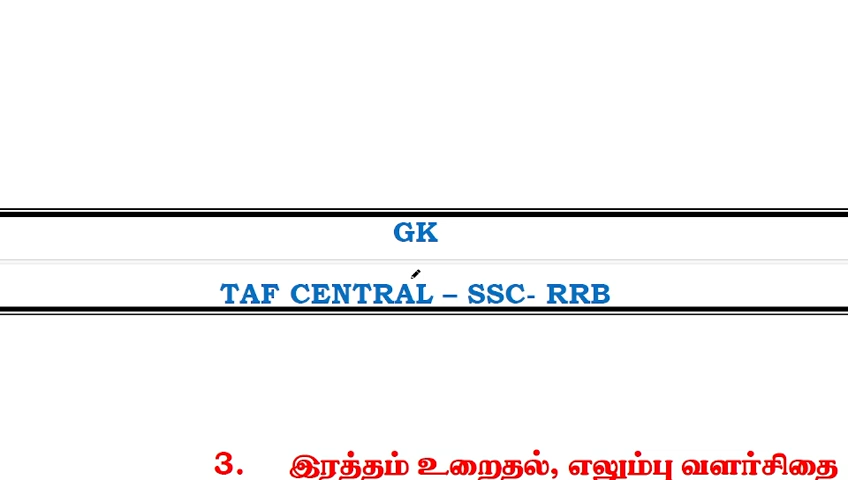 GK
TAF CENTRAL – SSC- RRB
3. இரத்தம் உறைதல், எலும்பு வளர்சிதை